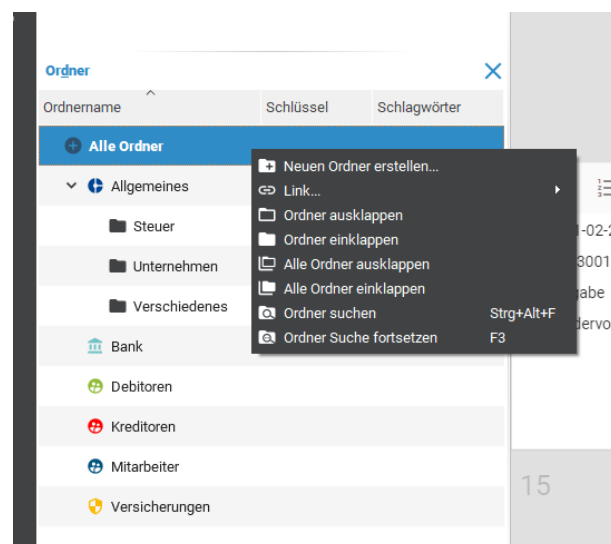 Ordner
Ordnername Schlüssel Schlagwörter
Alle Ordner
Neuen Ordner erstellen...
Allgemeines
Link...
Ordner ausklappen
Steuer
Ordner einklappen
Alle Ordner ausklappen
Unternehmen
Alle Ordner einklappen
Verschiedenes
Ordner suchen Strg+Alt+F
Ordner Suche fortsetzen F3
Bank
Debitoren
Kreditoren
Mitarbeiter
Versicherungen
15